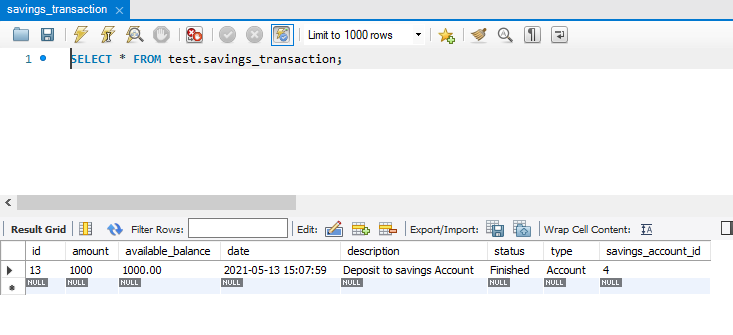 savings_transaction
Limit to 1000 rows
1 SELECT * FROM test.savings_transaction;
Result Grid Filter Rows: Edit: Export/Import: Wrap Cell Content:
id amount available_balance date description status type savings_account_id
13 1000 1000.00 2021-05-13 15:07:59 Deposit to savings Account Finished Account 4
NULL NULL NULL NULL NULL NULL NULL NULL